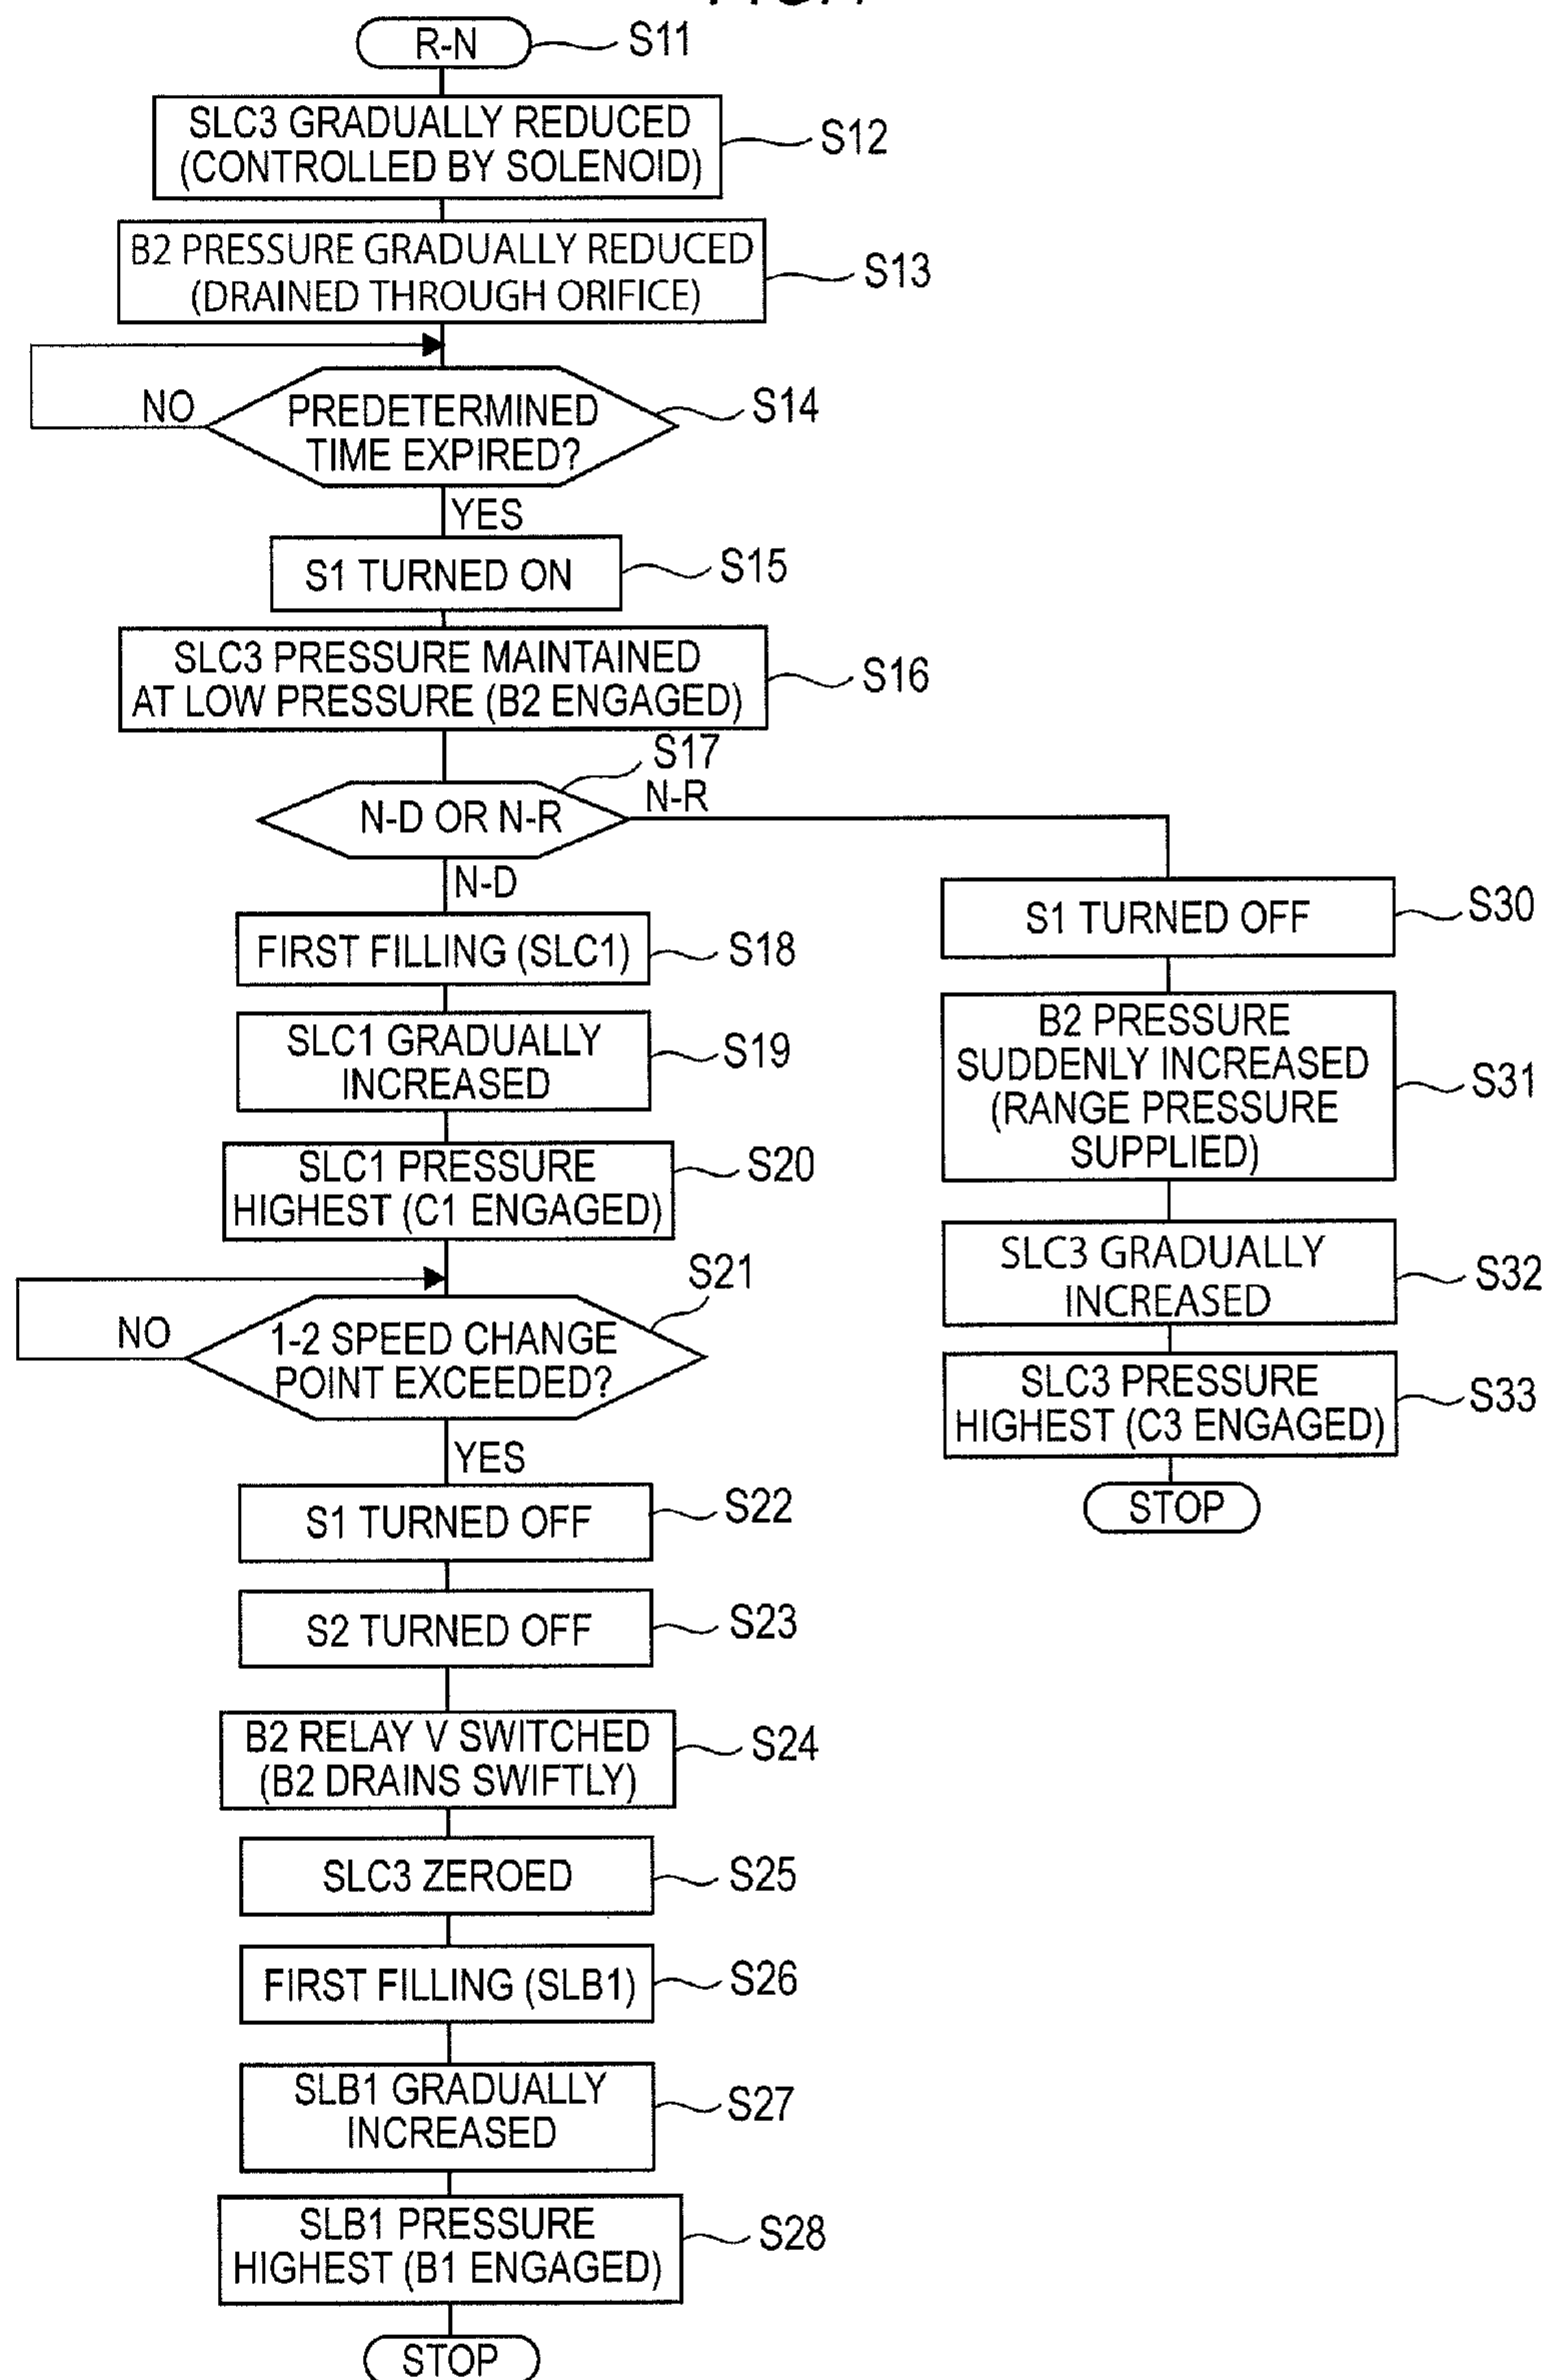 R-N
S11
SLC3 GRADUALLY REDUCED
(CONTROLLED BY SOLENOID)
S12
B2 PRESSURE GRADUALLY REDUCED
(DRAINED THROUGH ORIFICE)
S13
NO
PREDETERMINED
TIME EXPIRED?
S14
YES
S1 TURNED ON
S15
SLC3 PRESSURE MAINTAINED
AT LOW PRESSURE (B2 ENGAGED)
S16
S17
N-D OR N-R
N-R
N-D
FIRST FILLING (SLC1)
S18
SLC1 GRADUALLY
INCREASED
S19
SLC1 PRESSURE
HIGHEST (C1 ENGAGED)
S20
NO
1-2 SPEED CHANGE
POINT EXCEEDED?
S21
YES
S1 TURNED OFF
S22
S2 TURNED OFF
S23
B2 RELAY V SWITCHED
(B2 DRAINS SWIFTLY)
S24
SLC3 ZEROED
S25
FIRST FILLING (SLB1)
S26
SLB1 GRADUALLY
INCREASED
S27
SLB1 PRESSURE
HIGHEST (B1 ENGAGED)
S28
STOP
S1 TURNED OFF
S30
B2 PRESSURE
SUDDENLY INCREASED
(RANGE PRESSURE
SUPPLIED)
S31
SLC3 GRADUALLY
INCREASED
S32
SLC3 PRESSURE
HIGHEST (C3 ENGAGED)
S33
STOP